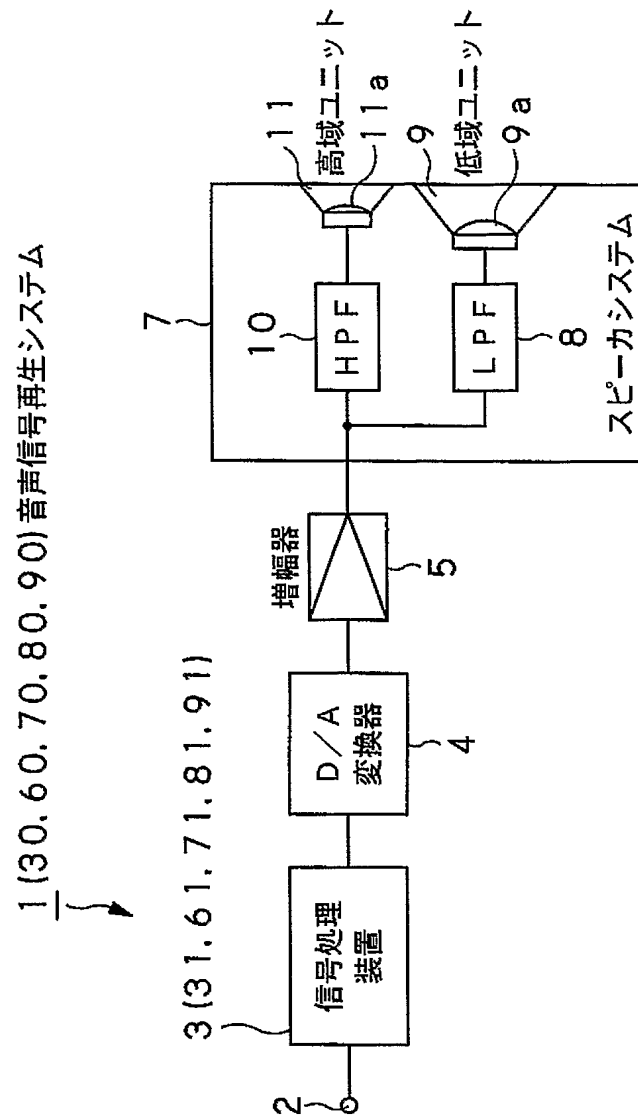 1(30,60,70,80,90)音声信号再生システム
3(31,61,71,81,91)
2
信号処理
装置
D/A
変換器
4
増幅器
5
7
10
HPF
LPF
8
11
高域ユニット
11a
低域ユニット
9
9a
スピーカシステム